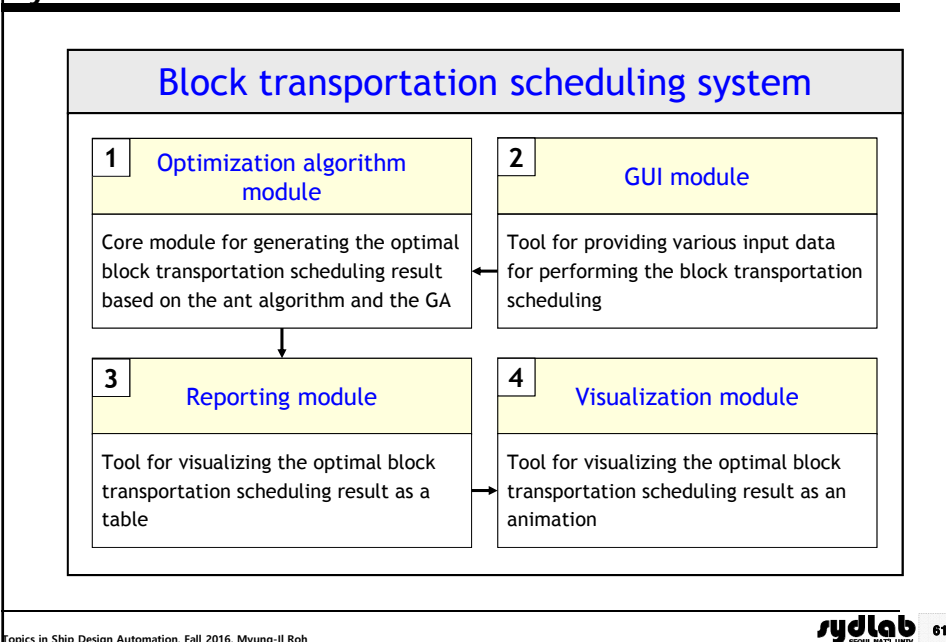 Block transportation scheduling system
1
Optimization algorithm
module
Core module for generating the optimal
block transportation scheduling result
based on the ant algorithm and the GA
2
GUI module
Tool for providing various input data
for performing the block transportation
scheduling
3
Reporting module
Tool for visualizing the optimal block
transportation scheduling result as a
table
4
Visualization module
Tool for visualizing the optimal block
transportation scheduling result as an
animation
Topics in Ship Design Automation, Fall 2016, Myung-Il Roh
sydlab
SEOUL NAT'L UNIV.
61